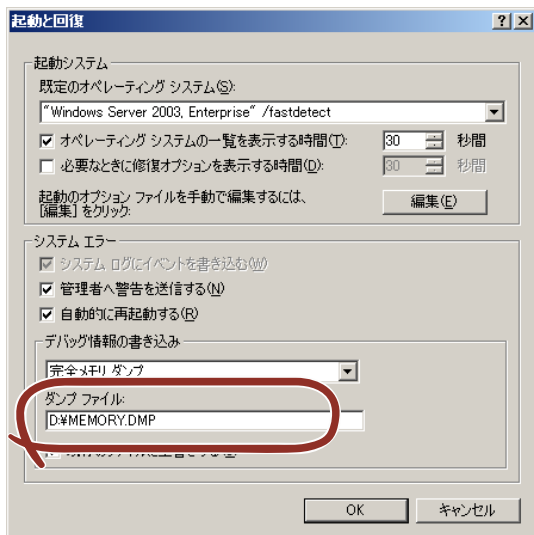 起動と回復
起動システム
既定のオペレーティング システム(S):
"Windows Server 2003, Enterprise" /fastdetect
オペレーティング システムの一覧を表示する時間(T): 30 秒間
必要なときに修復オプションを表示する時間(D): 30 秒間
起動のオプション ファイルを手動で編集するには、
[編集] をクリック:
編集(E)
システム エラー
システム ログにイベントを書き込む(W)
管理者へ警告を送信する(N)
自動的に再起動する(R)
デバッグ情報の書き込み
完全メモリ ダンプ
ダンプ ファイル:
D:¥MEMORY.DMP
OK キャンセル